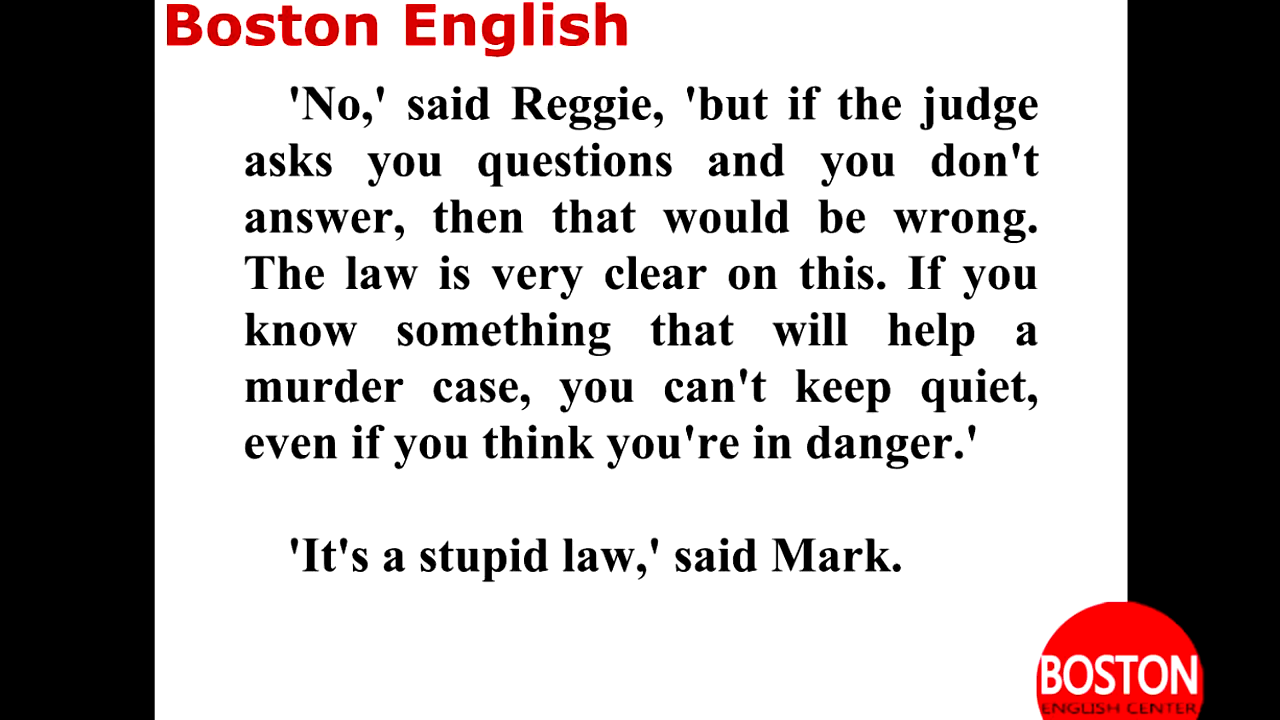 Boston English
'No,' said Reggie, 'but if the judge
asks you questions and you don't
answer, then that would be wrong.
The law is very clear on this. If you
know something that will help a
murder case, you can't keep quiet,
even if you think you're in danger.'
'It's a stupid law,' said Mark.
BOSTON
ENGLISH CENTER